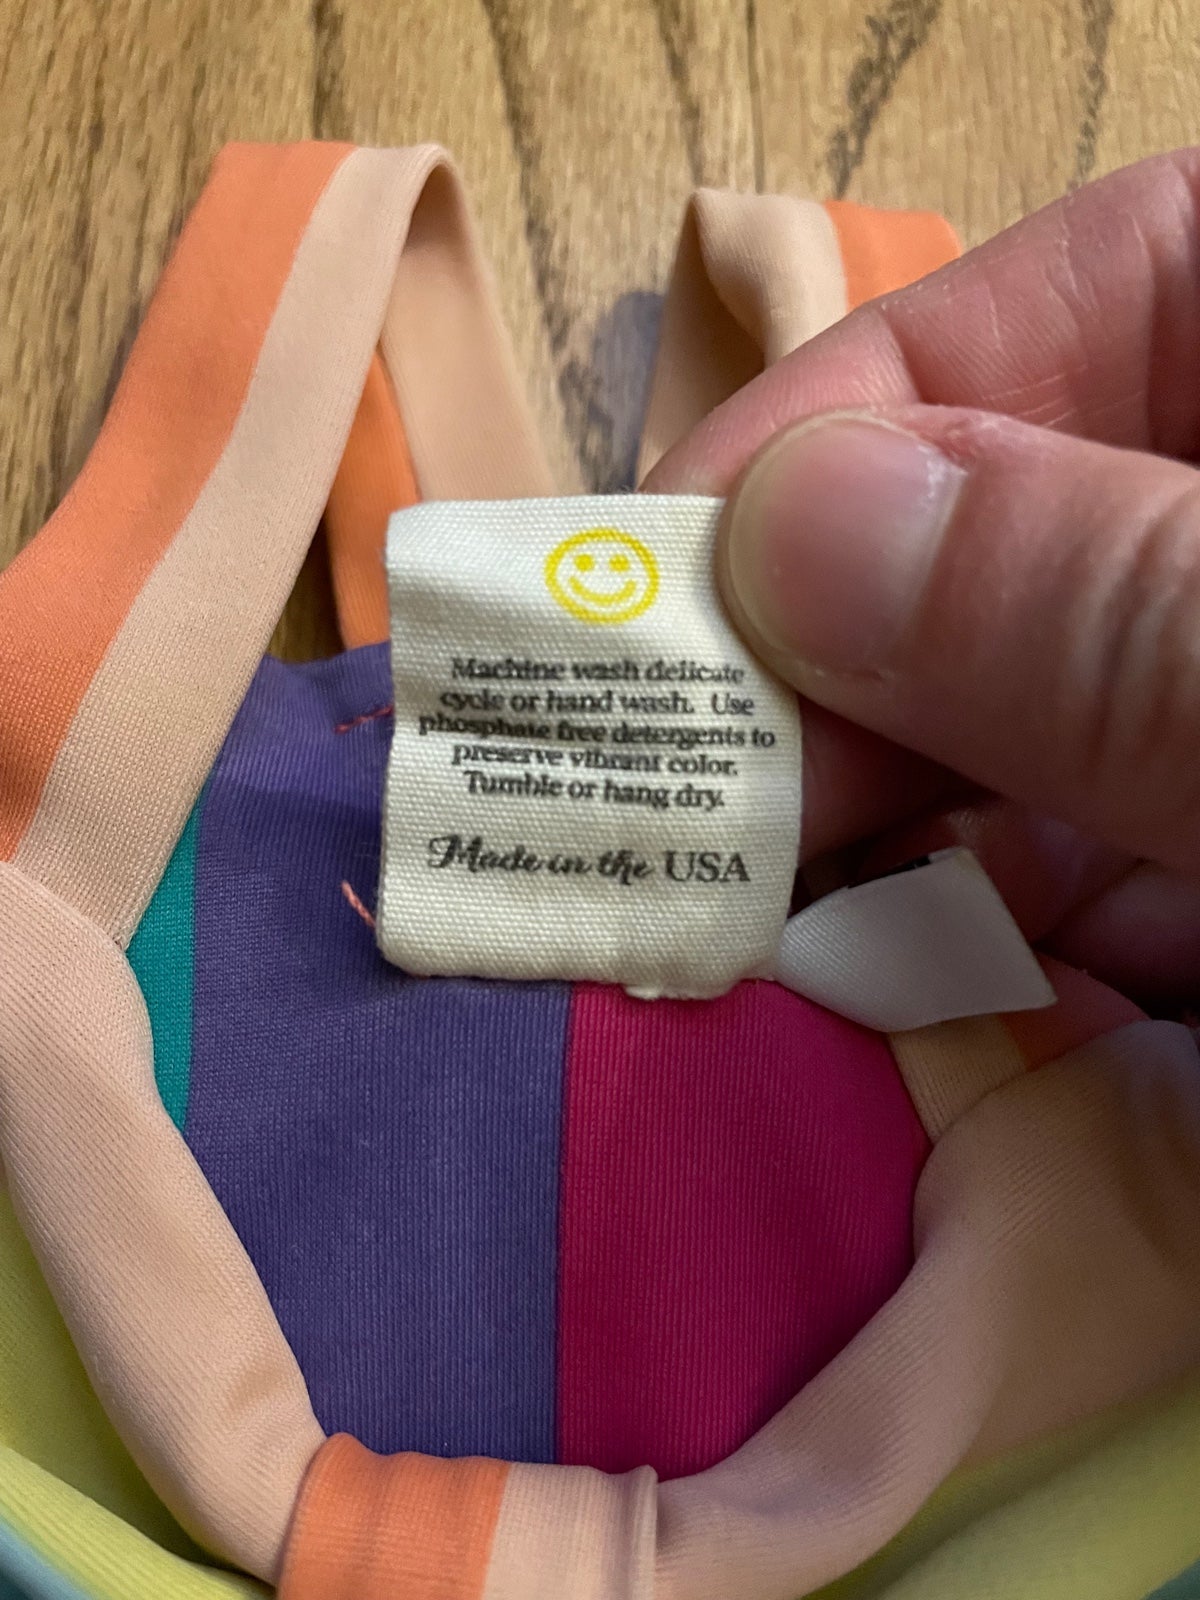 Machine wash delicate
cycle or hand wash. Use
phosphate free detergents to
preserve vibrant color.
Tumble or hang dry.
Made in the USA